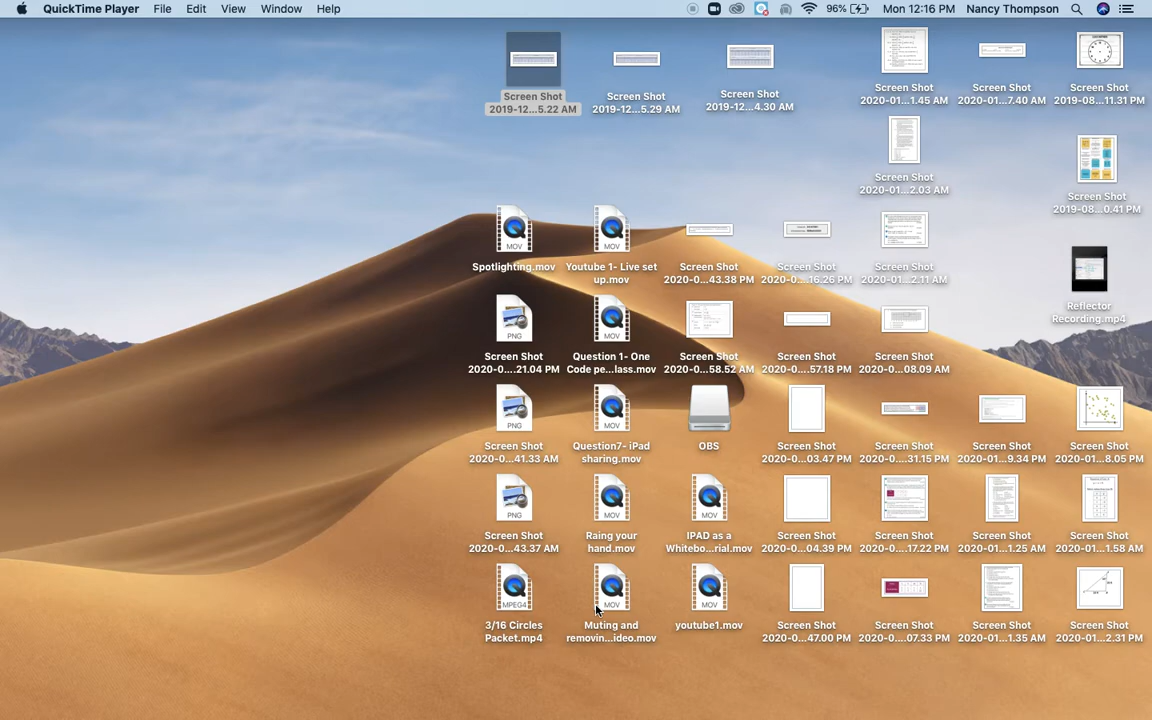 QuickTime Player File Edit View Window Help 96% Mon 12:16 PM Nancy Thompson
Screen Shot
2019-12...5.22 AM
Screen Shot
2019-12...5.29 AM
Screen Shot
2019-12...4.30 AM
Screen Shot
2020-01...1.45 AM
Screen Shot
2020-01...7.40 AM
Screen Shot
2019-08...11.31 PM
Screen Shot
2020-01...2.03 AM
Screen Shot
2019-08...0.41 PM
MOV
Spotlighting.mov
MOV
Youtube 1- Live set
up.mov
Screen Shot
2020-0...43.38 PM
Screen Shot
2020-0....16.26 PM
Screen Shot
2020-01...2.11 AM
Reflector
Recording.mp4
PNG
Screen Shot
2020-0....21.04 PM
MOV
Question 1- One
Code pe...lass.mov
Screen Shot
2020-0...58.52 AM
Screen Shot
2020-0....57.18 PM
Screen Shot
2020-0...08.09 AM
PNG
Screen Shot
2020-0...41.33 AM
MOV
Question7- iPad
sharing.mov
OBS
Screen Shot
2020-0...03.47 PM
Screen Shot
2020-0....31.15 PM
Screen Shot
2020-01...9.34 PM
Screen Shot
2020-01...8.05 PM
PNG
Screen Shot
2020-0...43.37 AM
MOV
Raing your
hand.mov
MOV
IPAD as a
Whitebo...rial.mov
Screen Shot
2020-0...04.39 PM
Screen Shot
2020-0....17.22 PM
Screen Shot
2020-01...1.25 AM
Screen Shot
2020-01...1.58 AM
MPEG4
3/16 Circles
Packet.mp4
MOV
Muting and
removin...ideo.mov
MOV
youtube1.mov
Screen Shot
2020-0...47.00 PM
Screen Shot
2020-0....07.33 PM
Screen Shot
2020-01...1.35 AM
Screen Shot
2020-01...2.31 PM